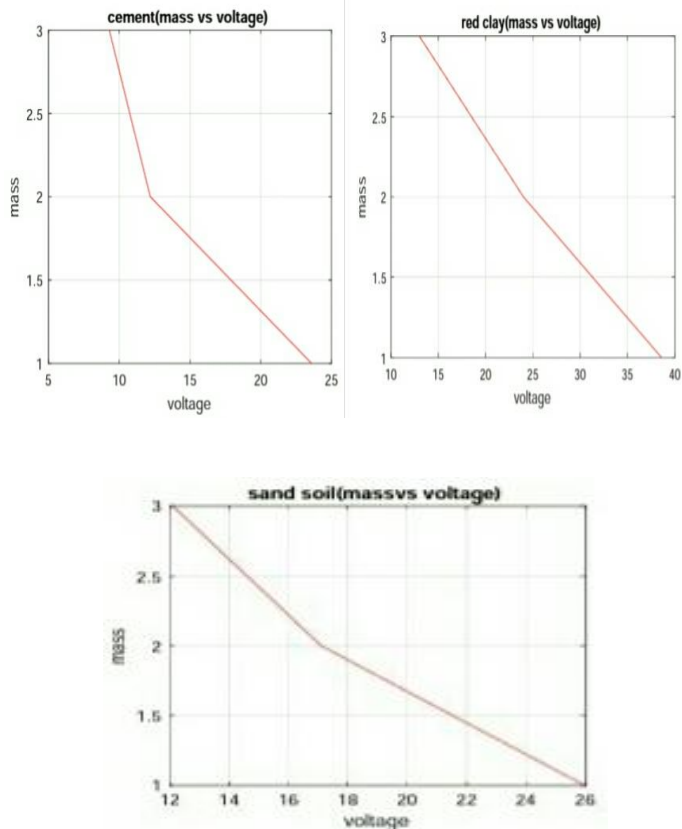 cement(mass vs voltage)
3
2.5
2
1.5
1
mass
5 10 15 20 25
voltage
red clay(mass vs voltage)
3
2.5
2
1.5
1
mass
10 15 20 25 30 35 40
voltage
sand soil(massvs voltage)
3
2.5
2
1.5
1
mass
12 14 16 18 20 22 24 26
voltage